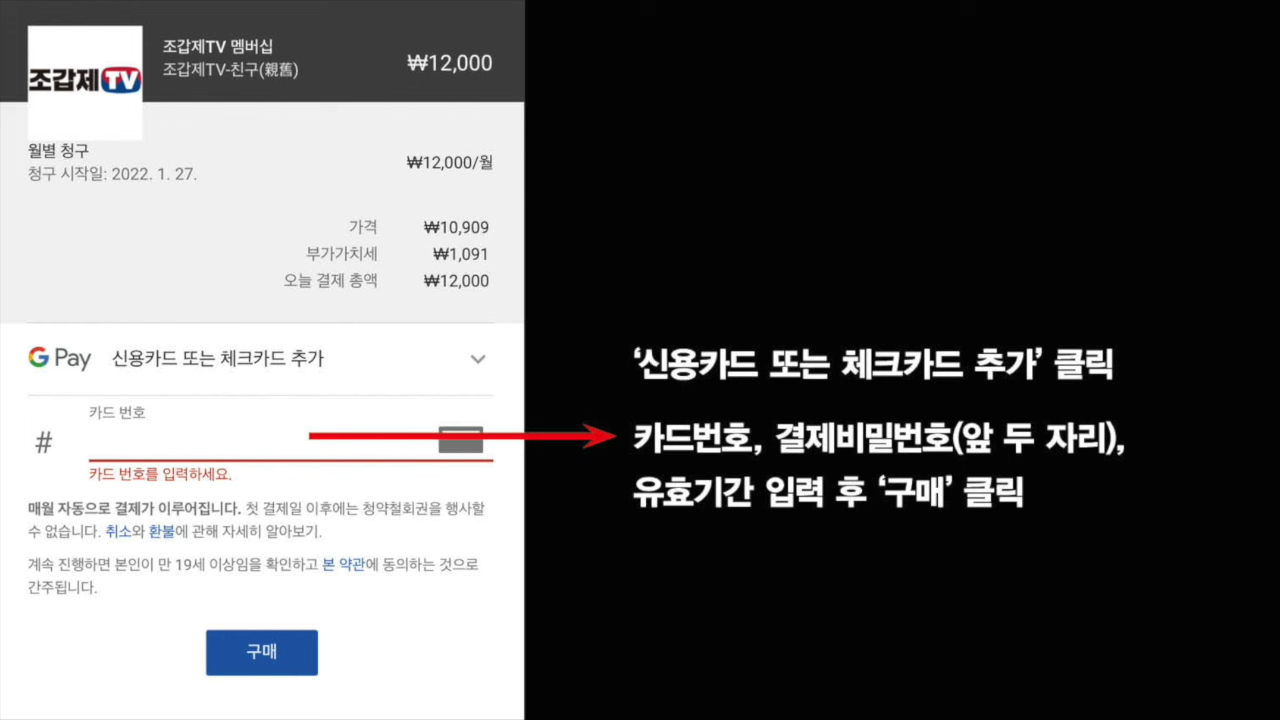 조갑제TV
조갑제TV 멤버십
조갑제TV-친구(親舊)
₩12,000
월별 청구
청구 시작일: 2022. 1. 27.
₩12,000/월
가격 ₩10,909
부가가치세 ₩1,091
오늘 결제 총액 ₩12,000
G Pay 신용카드 또는 체크카드 추가
카드 번호
#
카드 번호를 입력하세요.
매월 자동으로 결제가 이루어집니다. 첫 결제일 이후에는 청약철회권을 행사할
수 없습니다. 취소와 환불에 관해 자세히 알아보기.
계속 진행하면 본인이 만 19세 이상임을 확인하고 본 약관에 동의하는 것으로
간주됩니다.
구매
‘신용카드 또는 체크카드 추가’ 클릭
카드번호, 결제비밀번호(앞 두 자리),
유효기간 입력 후 ‘구매’ 클릭